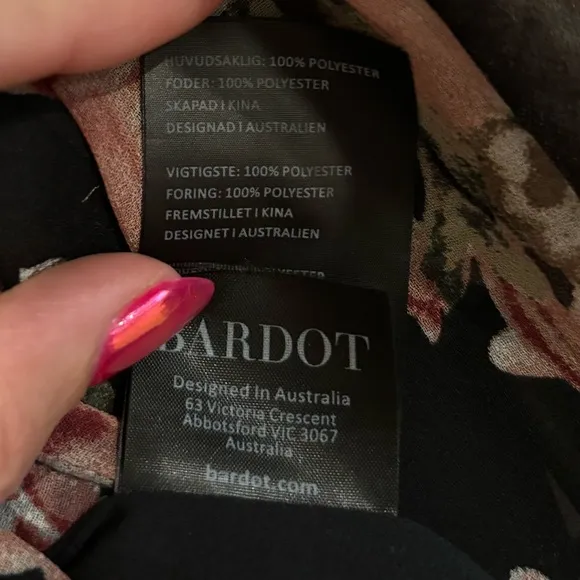 HUVUDSAKLIG: 100% POLYESTER
FODER: 100% POLYESTER
SKAPAD I KINA
DESIGNAD I AUSTRALIEN
VIGTIGSTE: 100% POLYESTER
FORING: 100% POLYESTER
FREMSTILLET I KINA
DESIGNET I AUSTRALIEN
POLYESTER
BARDOT
Designed In Australia
63 Victoria Crescent
Abbotsford VIC 3067
Australia
bardot.com